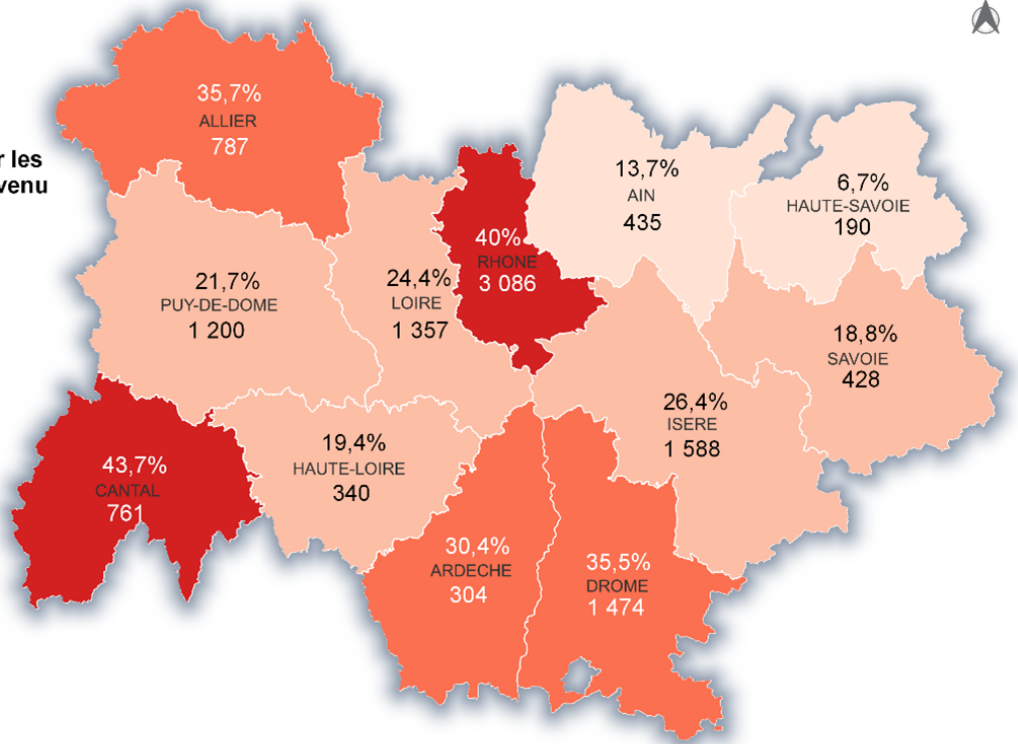 35,7%
ALLIER
787
r les
venu
13,7%
AIN
435
6,7%
HAUTE-SAVOIE
190
40%
RHONE
3 086
21,7%
PUY-DE-DOME
1 200
24,4%
LOIRE
1 357
18,8%
SAVOIE
428
26,4%
ISERE
1 588
19,4%
HAUTE-LOIRE
340
43,7%
CANTAL
761
30,4%
ARDECHE
304
35,5%
DROME
1 474